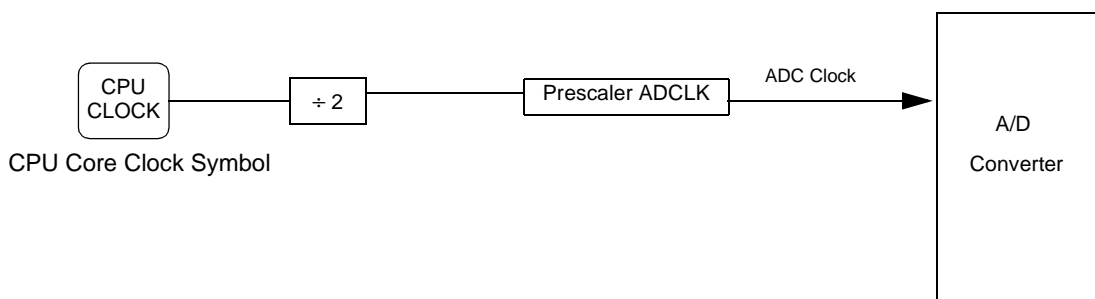 CPU
CLOCK
CPU Core Clock Symbol
÷ 2
Prescaler ADCLK
ADC Clock
A/D
Converter